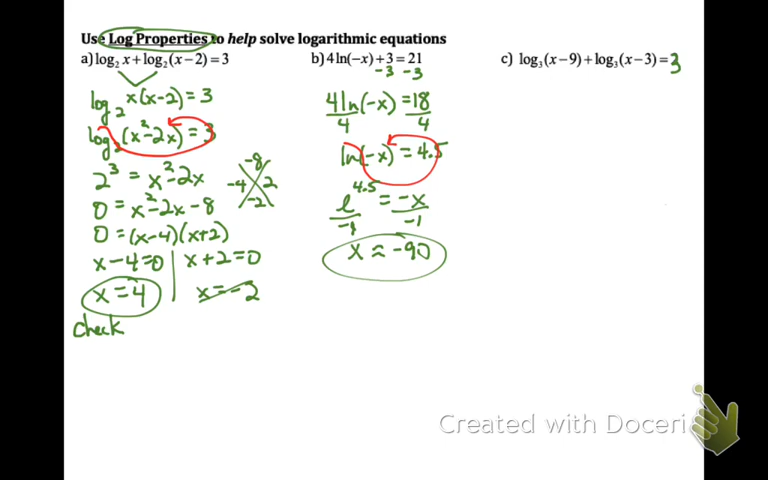 Use Log Properties to help solve logarithmic equations
a) log₂ x + log₂(x − 2) = 3
log₂ x(x-2) = 3
log₂ (x²-2x) = 3
2³ = x²-2x
-8
-4 2
-2
0 = x²-2x-8
0 = (x-4)(x+2)
x-4=0 | x+2=0
x=4 x=-2
check
b) 4 ln(−x) + 3 = 21
-3 -3
4ln(-x) = 18
4 4
ln(-x) = 4.5
e^4.5 = -x
-1 -1
x ≈ -90
c) log₃(x − 9) + log₃(x − 3) = 3
Created with Doceri